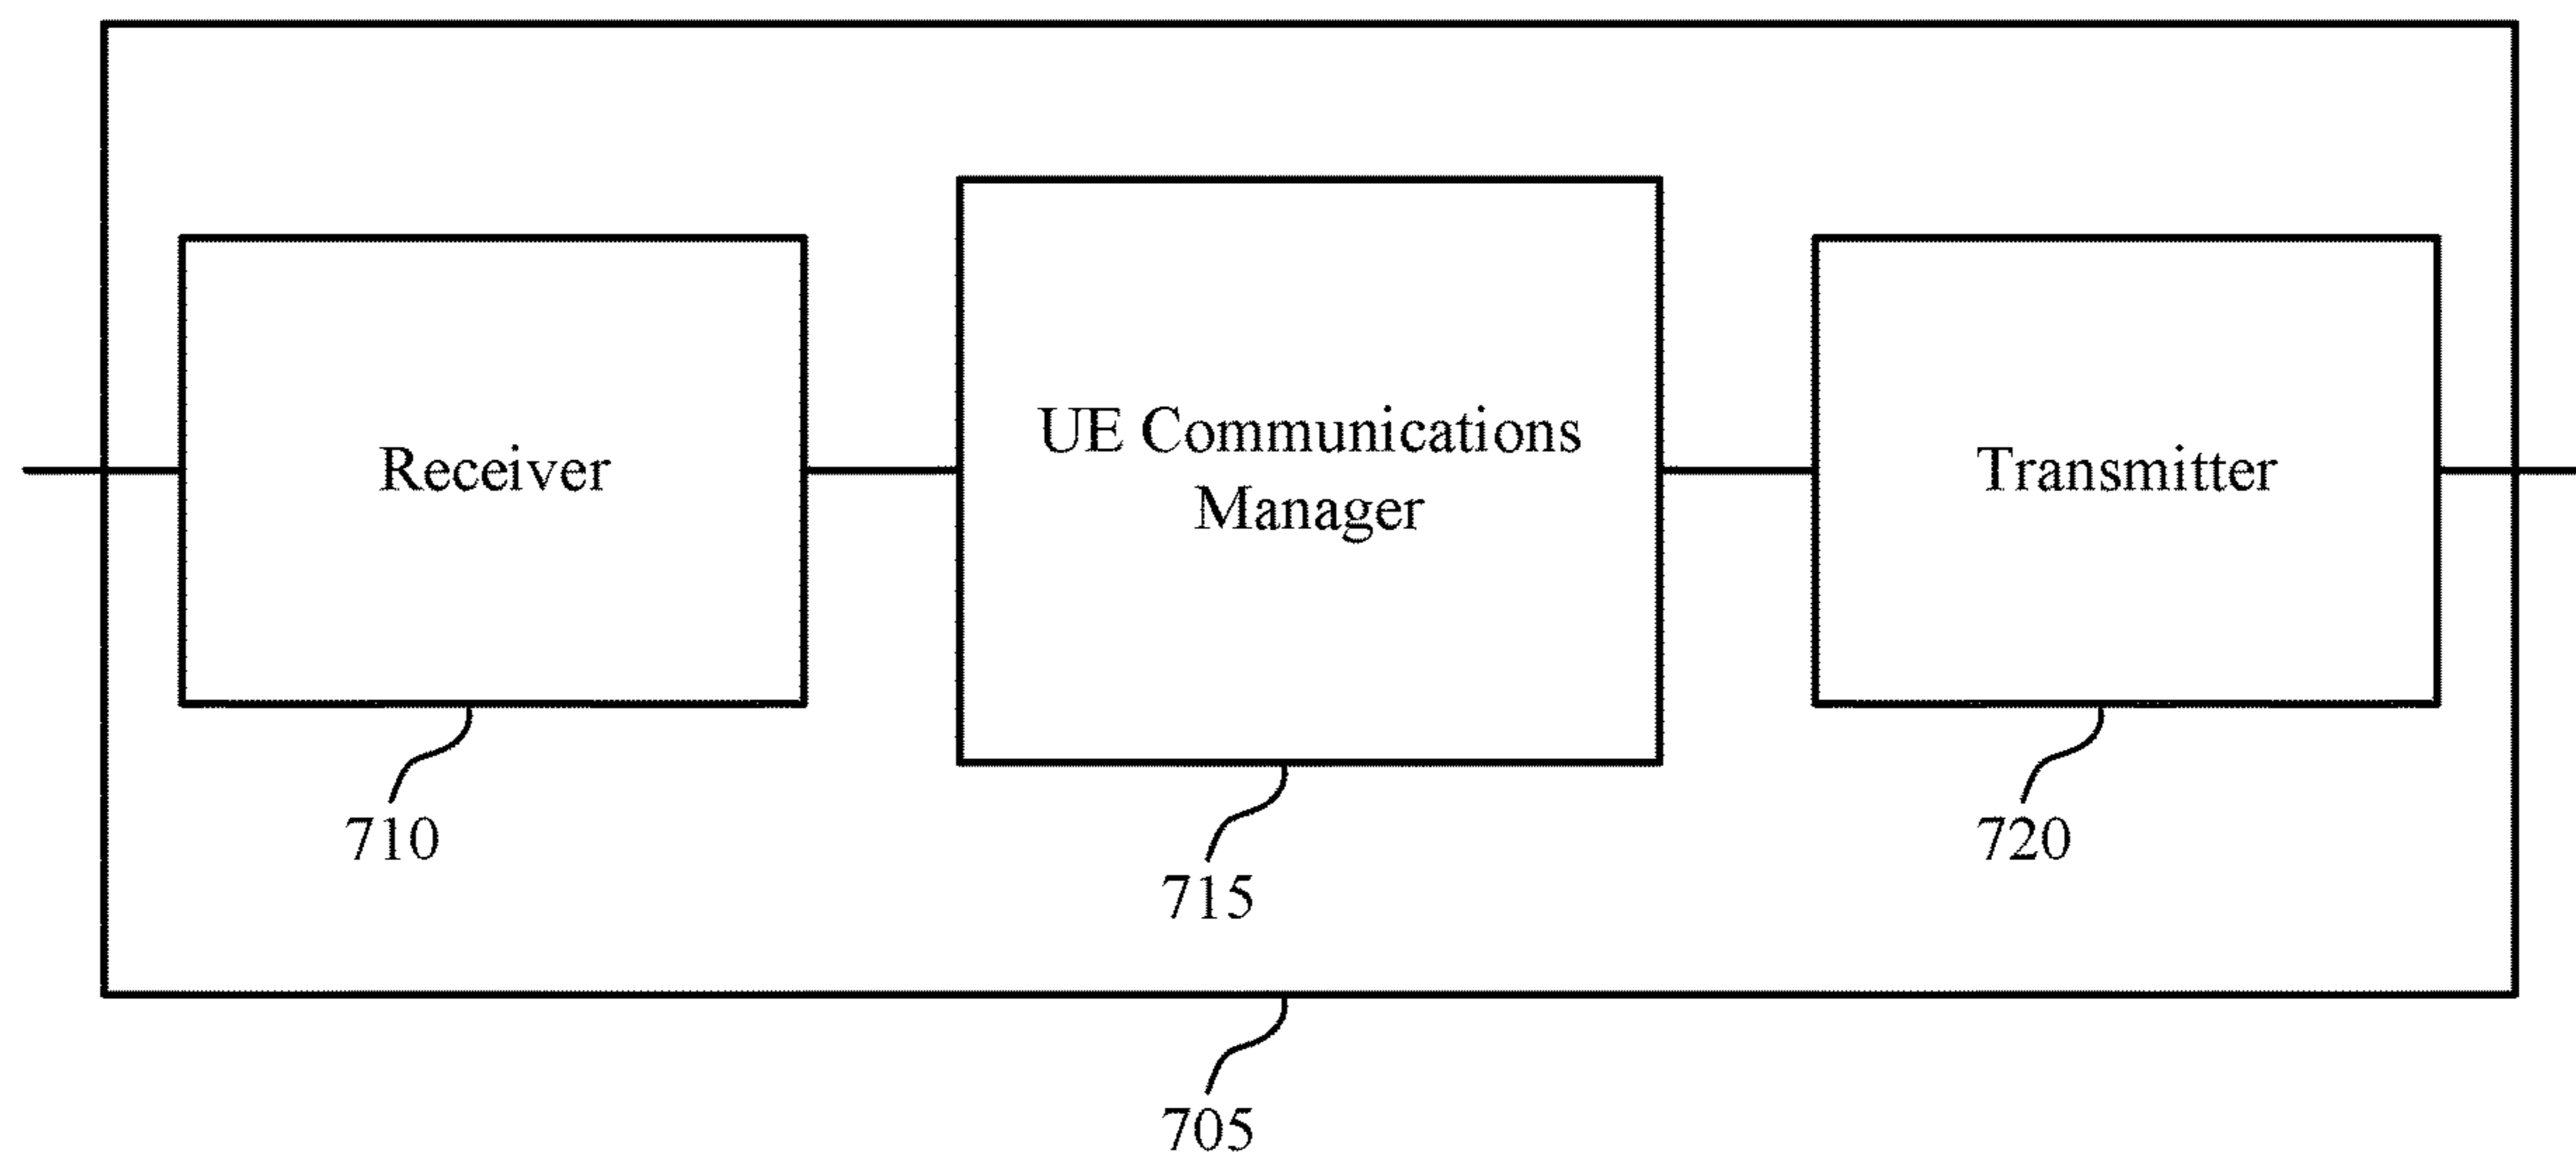 Receiver
UE Communications
Manager
Transmitter
710
715
720
705